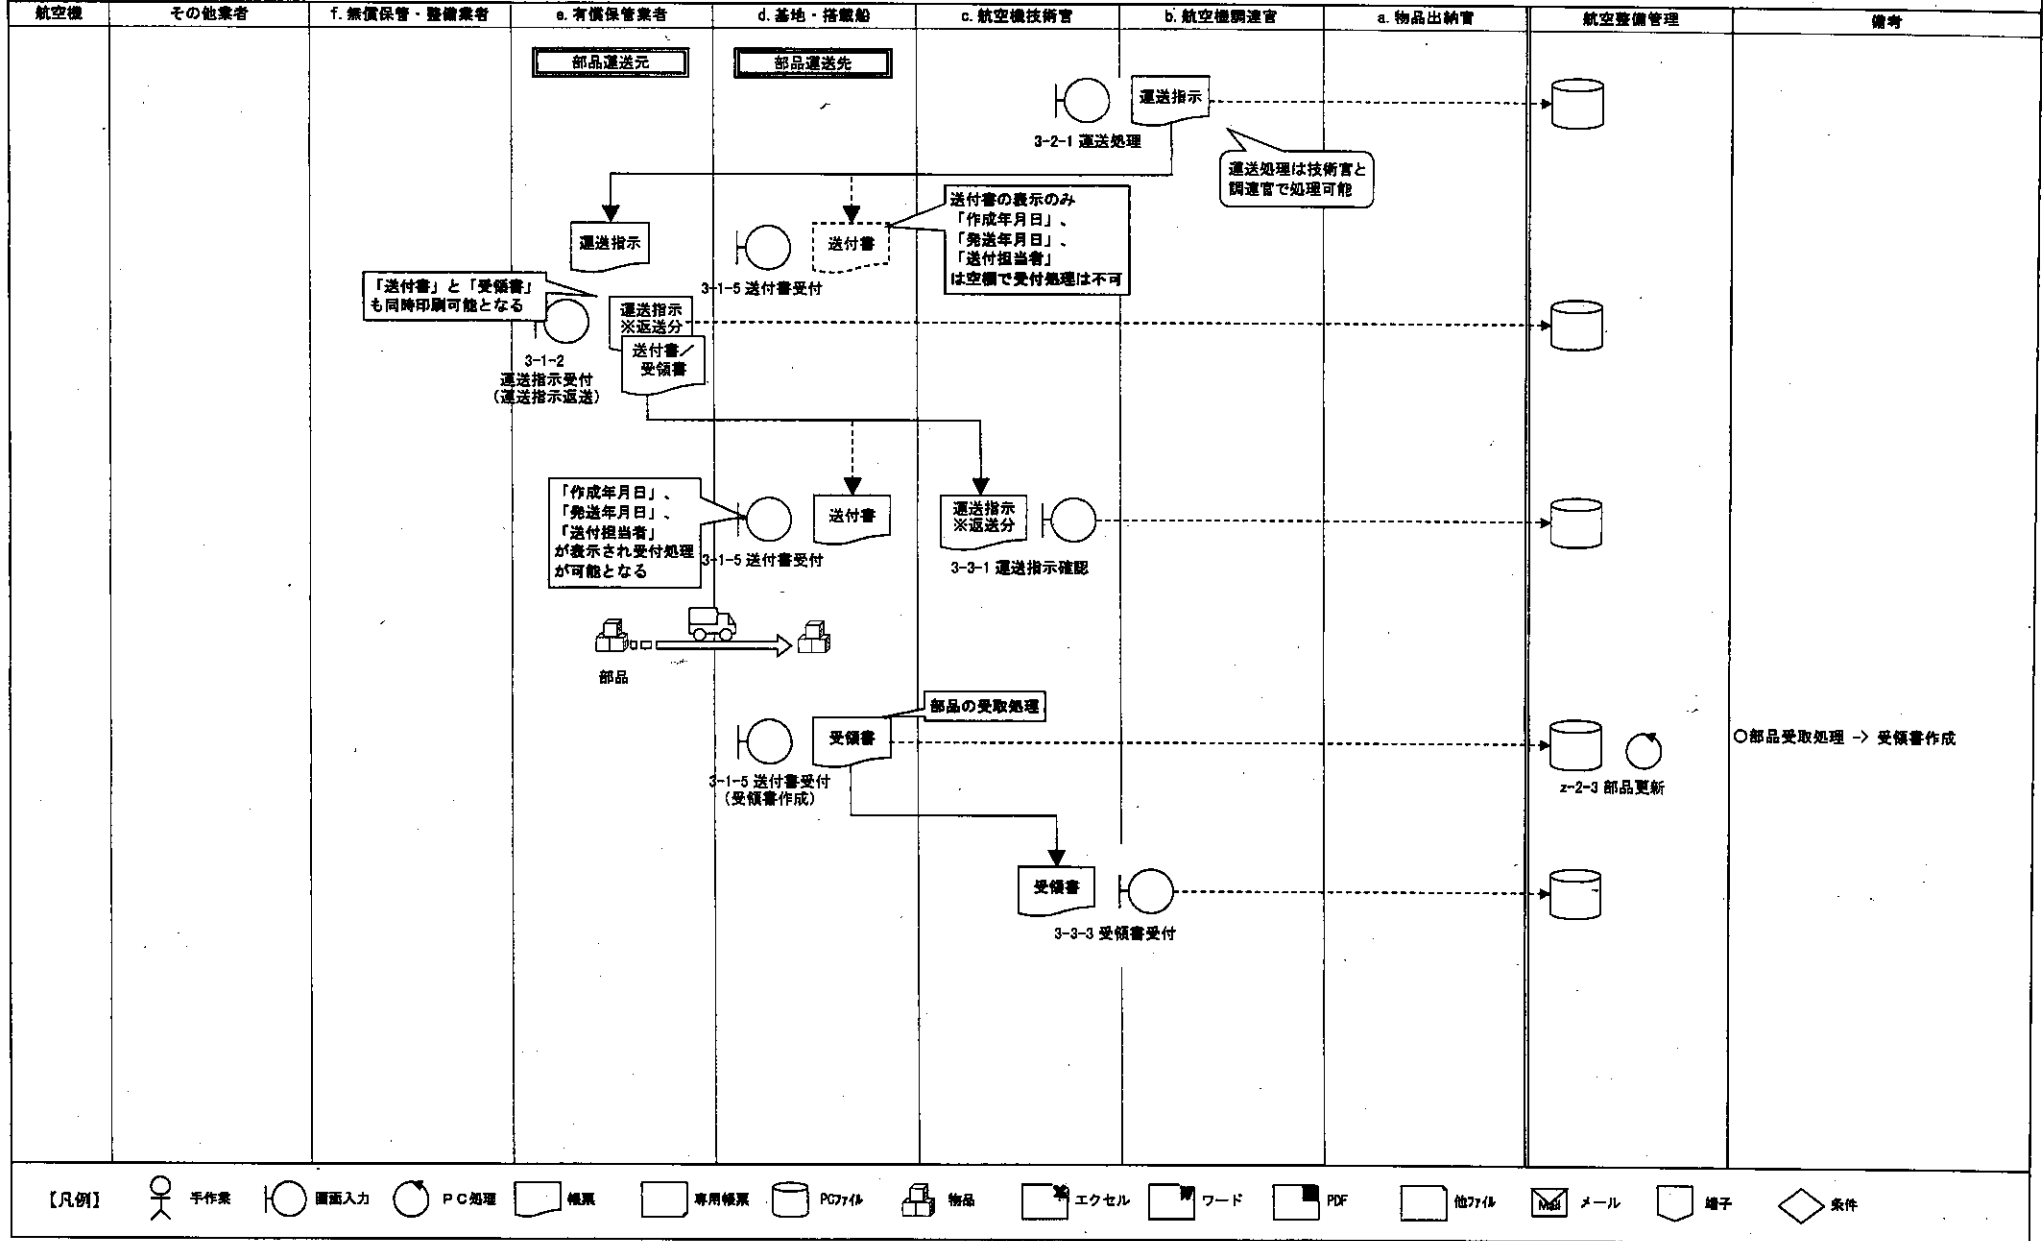 航空機
その他業者
f. 無償保管・整備業者
e. 有償保管業者
d. 基地・搭載船
c. 航空機技術官
b. 航空機調達官
a. 物品出納官
航空整備管理
備考
部品運送元
部品運送先
運送指示
3-2-1 運送処理
運送処理は技術官と
調達官で処理可能
運送指示
送付書
3-1-5 送付書受付
送付書の表示のみ
「作成年月日」、
「発送年月日」、
「送付担当者」
は空欄で受付処理は不可
「送付書」と「受領書」
も同時印刷可能となる
運送指示
※返送分
送付書／
受領書
3-1-2
運送指示受付
(運送指示返送)
「作成年月日」、
「発送年月日」、
「送付担当者」
が表示され受付処理
が可能となる
3-1-5 送付書受付
送付書
運送指示
※返送分
3-3-1 運送指示確認
部品
部品の受取処理
受領書
3-1-5 送付書受付
(受領書作成)
z-2-3 部品更新
○部品受取処理 -> 受領書作成
受領書
3-3-3 受領書受付
【凡例】
手作業
画面入力
PC処理
帳票
専用帳票
PCファイル
物品
エクセル
ワード
PDF
他ファイル
Mail
メール
端子
条件